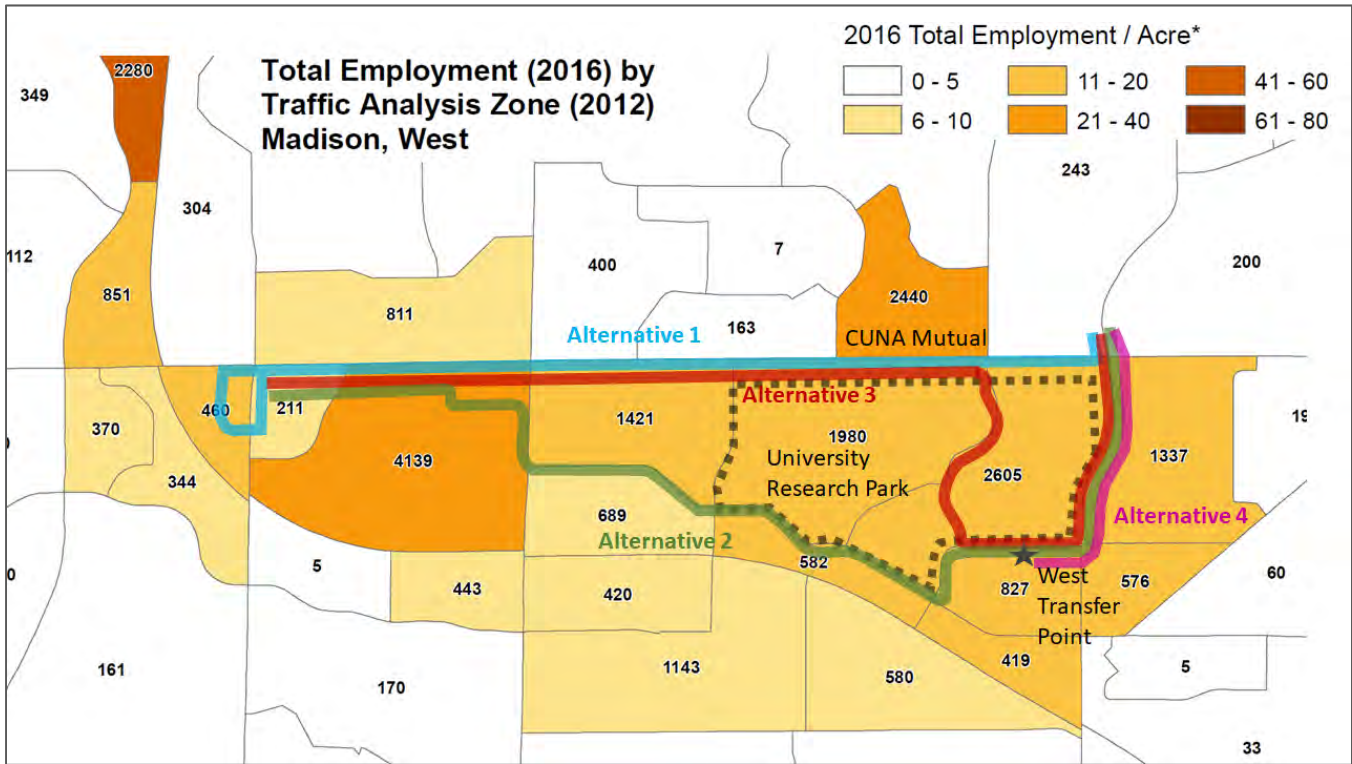 Total Employment (2016) by
Traffic Analysis Zone (2012)
Madison, West
2016 Total Employment / Acre*
0 - 5
11 - 20
41 - 60
6 - 10
21 - 40
61 - 80
2280
349
243
304
112
7
400
200
851
2440
811
163
Alternative 1
CUNA Mutual
Alternative 3
460
211
370
1421
1980
19
4139
1337
University
Research Park
2605
344
689
Alternative 4
Alternative 2
5
582
443
420
827
576
60
West
Transfer
Point
0
161
170
1143
580
419
5
33